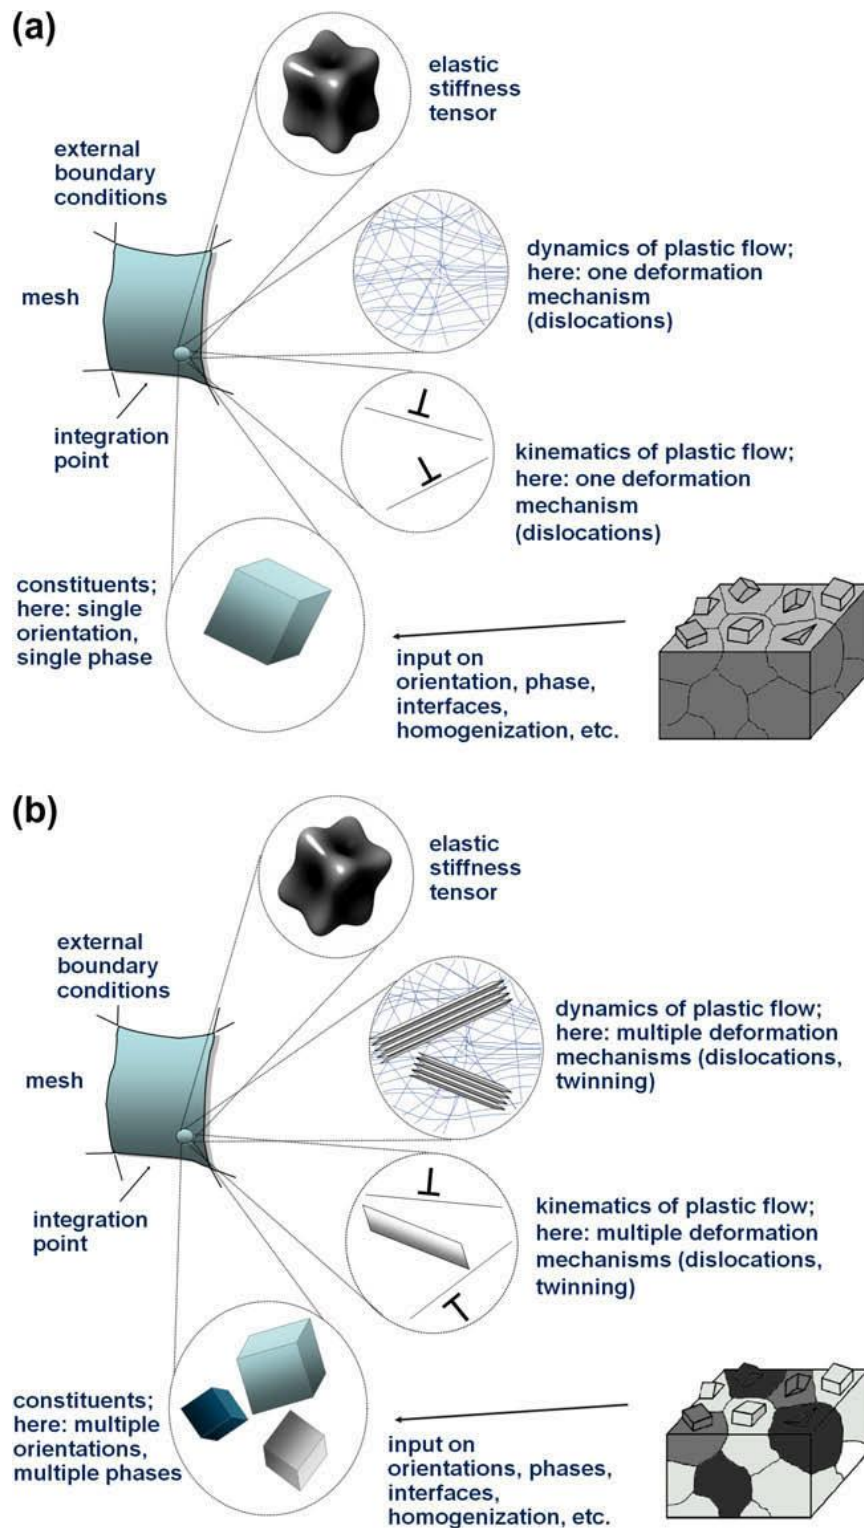 (a)
elastic
stiffness
tensor
external
boundary
conditions
dynamics of plastic flow;
here: one deformation
mechanism
(dislocations)
mesh
integration
point
kinematics of plastic flow;
here: one deformation
mechanism
(dislocations)
constituents;
here: single
orientation,
single phase
input on
orientation, phase,
interfaces,
homogenization, etc.
(b)
elastic
stiffness
tensor
external
boundary
conditions
dynamics of plastic flow;
here: multiple deformation
mechanisms (dislocations,
twinning)
mesh
integration
point
kinematics of plastic flow;
here: multiple deformation
mechanisms (dislocations,
twinning)
constituents;
here: multiple
orientations,
multiple phases
input on
orientations, phases,
interfaces,
homogenization, etc.